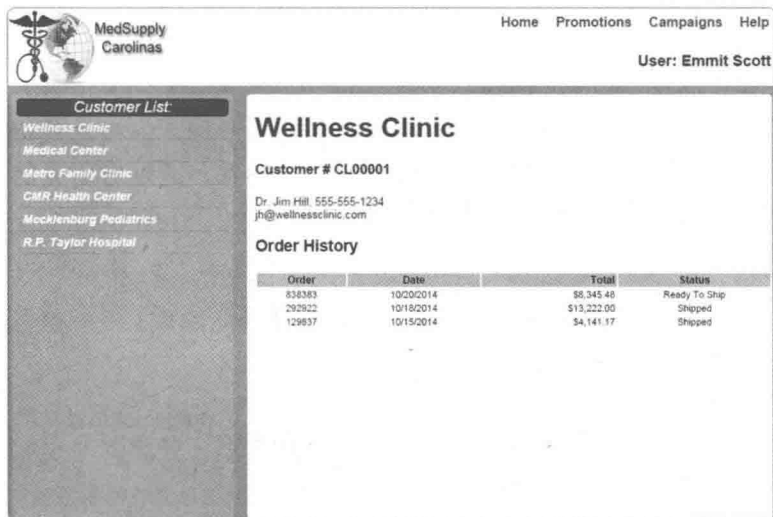 MedSupply
Carolinas
Home Promotions Campaigns Help
User: Emmit Scott
Customer List:
Wellness Clinic
Medical Center
Metro Family Clinic
CMR Health Center
Mecklenburg Pediatrics
R.P. Taylor Hospital
Wellness Clinic
Customer # CL00001
Dr. Jim Hill, 555-555-1234
jh@wellnessclinic.com
Order History
Order Date Total Status
838383 10/20/2014 $8,345.48 Ready To Ship
292922 10/18/2014 $13,222.00 Shipped
129837 10/15/2014 $4,141.17 Shipped